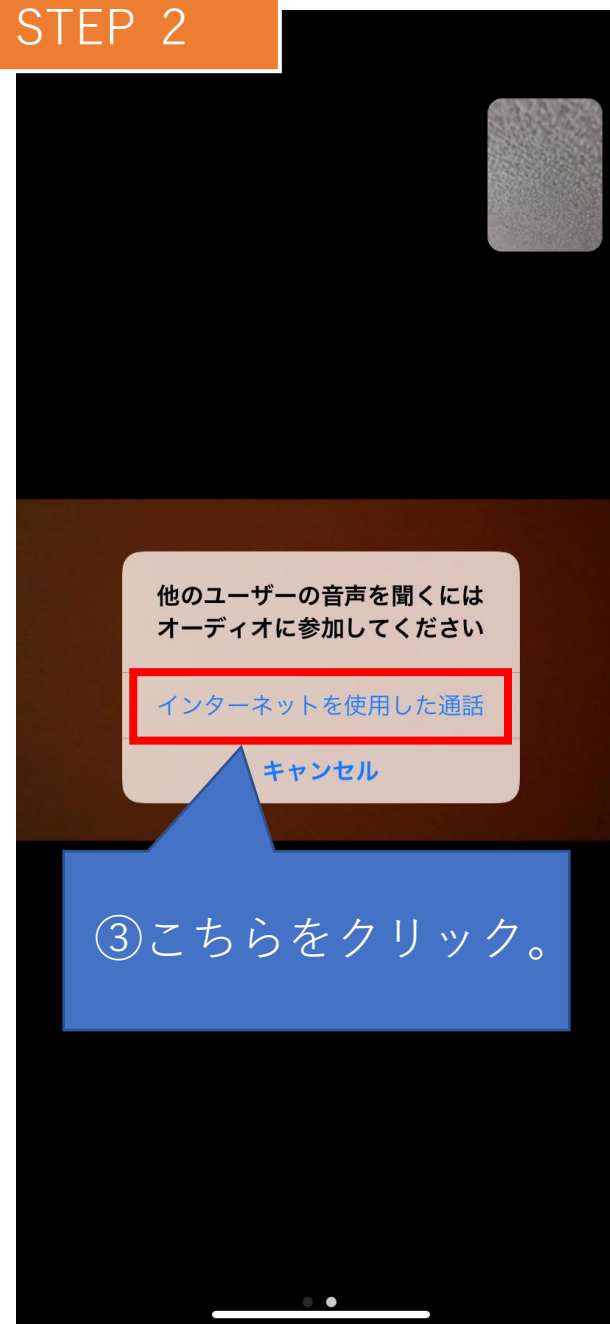 STEP 2
他のユーザーの音声を聞くには
オーディオに参加してください
インターネットを使用した通話
キャンセル
③こちらをクリック。